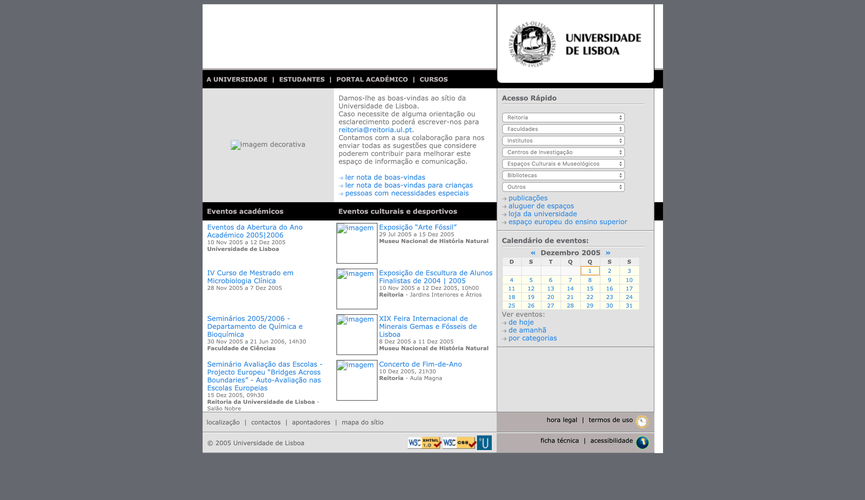 UNIVERSIDADE
DE LISBOA
A UNIVERSIDADE | ESTUDANTES | PORTAL ACADÉMICO | CURSOS
imagem decorativa
Damos-lhe as boas-vindas ao sítio da
Universidade de Lisboa.
Caso necessite de alguma orientação ou
esclarecimento poderá escrever-nos para
reitoria@reitoria.ul.pt.
Contamos com a sua colaboração para nos
enviar todas as sugestões que considere
poderem contribuir para melhorar este
espaço de informação e comunicação.
ler nota de boas-vindas
ler nota de boas-vindas para crianças
pessoas com necessidades especiais
Acesso Rápido
Reitoria
Faculdades
Institutos
Centros de Investigação
Espaços Culturais e Museológicos
Bibliotecas
Outros
publicações
aluguer de espaços
loja da universidade
espaço europeu do ensino superior
Eventos académicos
Eventos da Abertura do Ano
Académico 2005|2006
10 Nov 2005 a 12 Dez 2005
Universidade de Lisboa
IV Curso de Mestrado em
Microbiologia Clínica
28 Nov 2005 a 7 Dez 2005
Seminários 2005/2006 -
Departamento de Química e
Bioquímica
30 Nov 2005 a 21 Jun 2006, 14h30
Faculdade de Ciências
Seminário Avaliação das Escolas -
Projecto Europeu "Bridges Across
Boundaries" - Auto-Avaliação nas
Escolas Europeias
15 Dez 2005, 09h30
Reitoria da Universidade de Lisboa -
Salão Nobre
Eventos culturais e desportivos
imagem
Exposição "Arte Fóssil"
29 Jul 2005 a 15 Dez 2005
Museu Nacional de História Natural
imagem
Exposição de Escultura de Alunos
Finalistas de 2004 | 2005
10 Nov 2005 a 12 Dez 2005, 10h00
Reitoria - Jardins Interiores e Átrios
imagem
XIX Feira Internacional de
Minerais Gemas e Fósseis de
Lisboa
8 Dez 2005 a 11 Dez 2005
Museu Nacional de História Natural
imagem
Concerto de Fim-de-Ano
10 Dez 2005, 21h30
Reitoria - Aula Magna
Calendário de eventos:
« Dezembro 2005 »
D S T Q Q S S
1 2 3
4 5 6 7 8 9 10
11 12 13 14 15 16 17
18 19 20 21 22 23 24
25 26 27 28 29 30 31
Ver eventos:
de hoje
de amanhã
por categorias
localização | contactos | apontadores | mapa do sítio
hora legal | termos de uso
© 2005 Universidade de Lisboa
W3C XHTML 1.0
W3C CSS
U
ficha técnica | acessibilidade